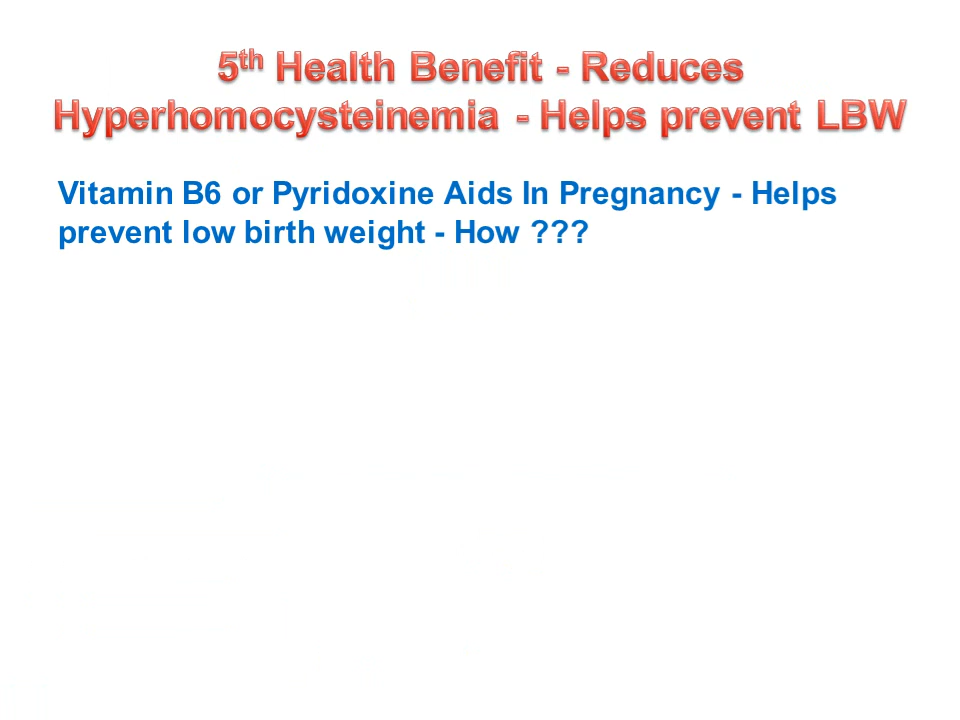 5th Health Benefit - Reduces
Hyperhomocysteinemia - Helps prevent LBW
Vitamin B6 or Pyridoxine Aids In Pregnancy - Helps
prevent low birth weight - How ???